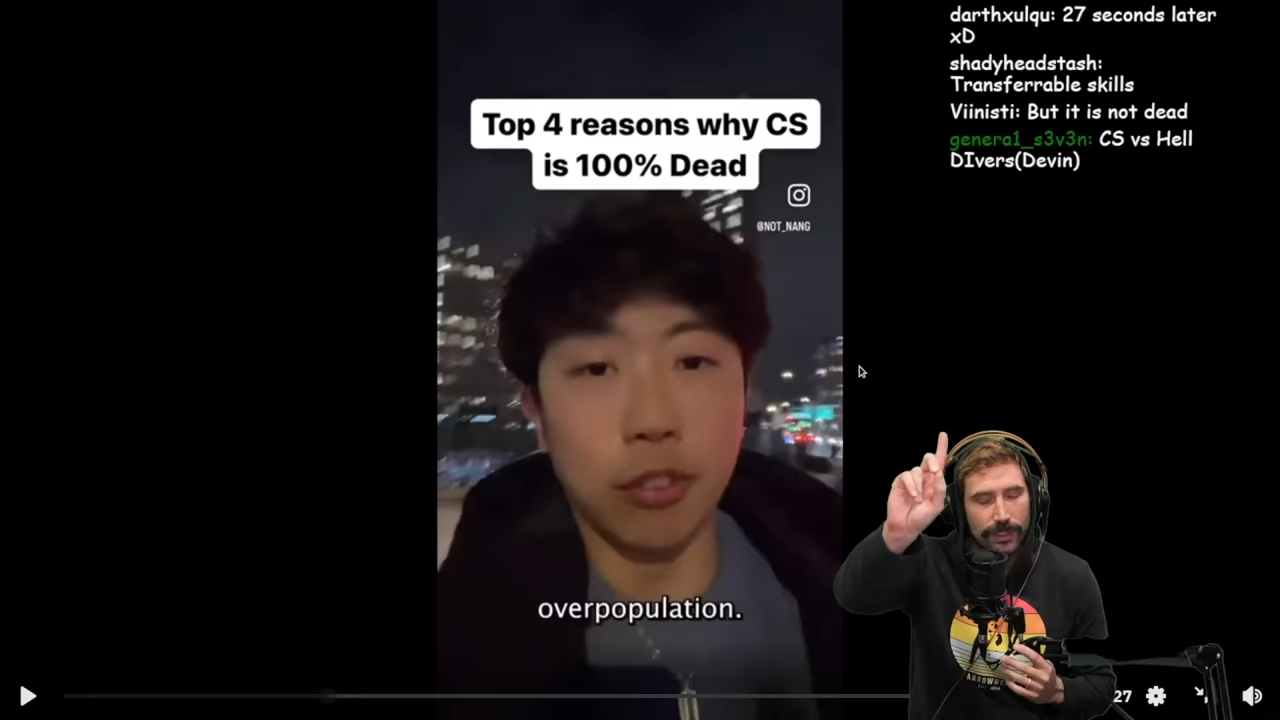 Top 4 reasons why CS
is 100% Dead
@NOT_NANG
overpopulation.
darthxulqu: 27 seconds later
xD
shadyheadstash:
Transferrable skills
Viinisti: But it is not dead
genera1_s3v3n: CS vs Hell
DIvers(Devin)
27